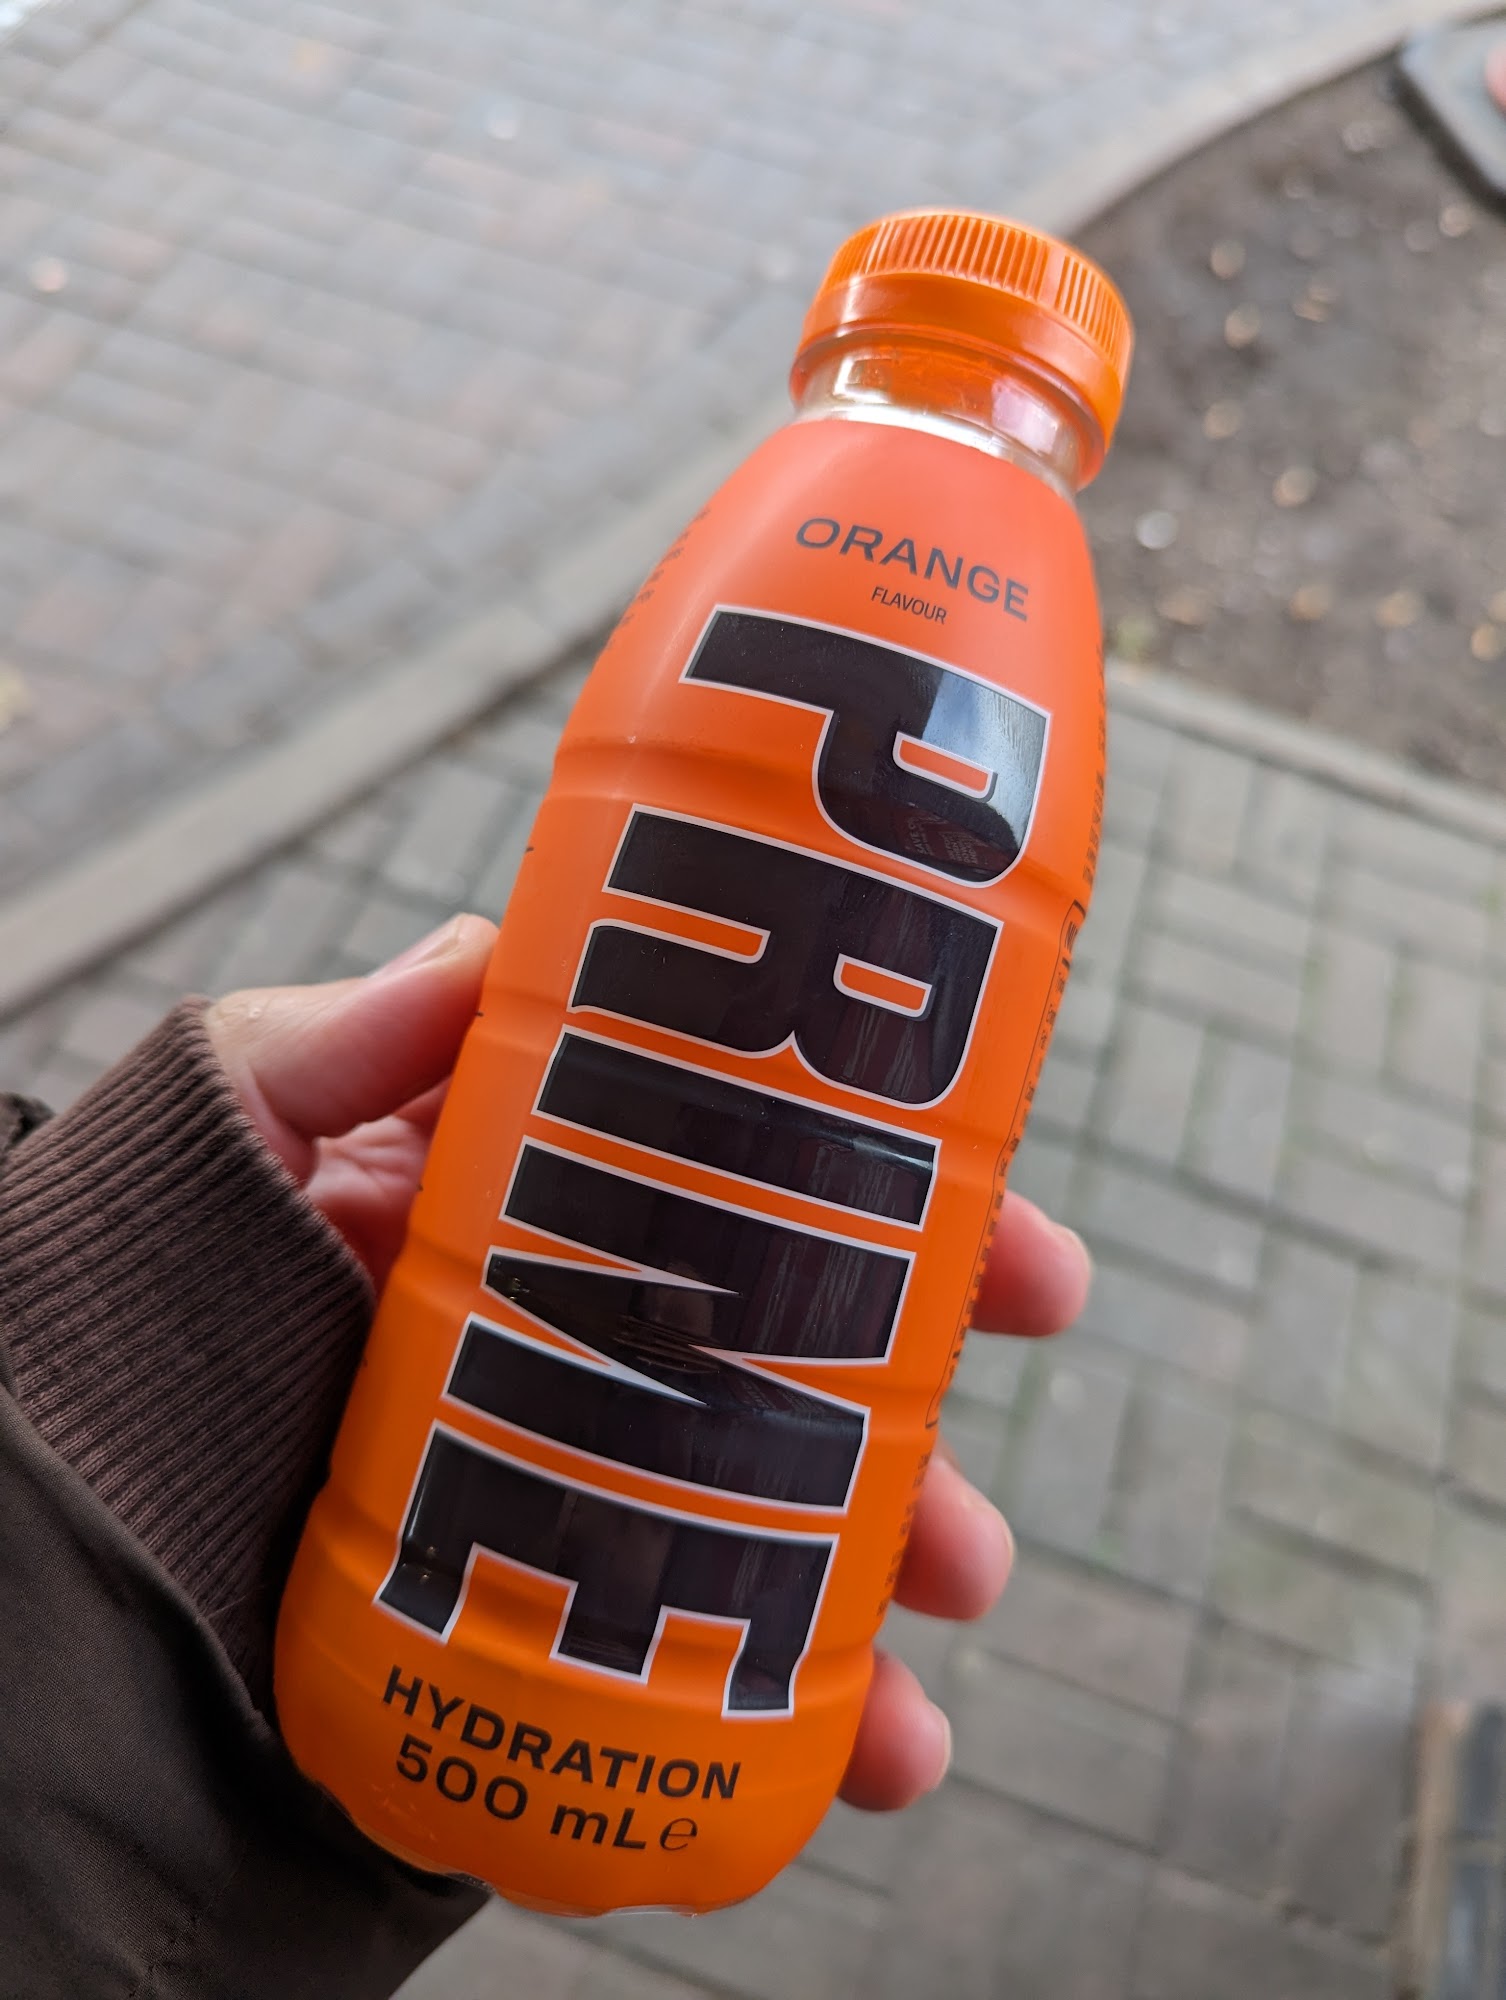 ORANGE
FLAVOUR
PRIME
HYDRATION
500 mL e